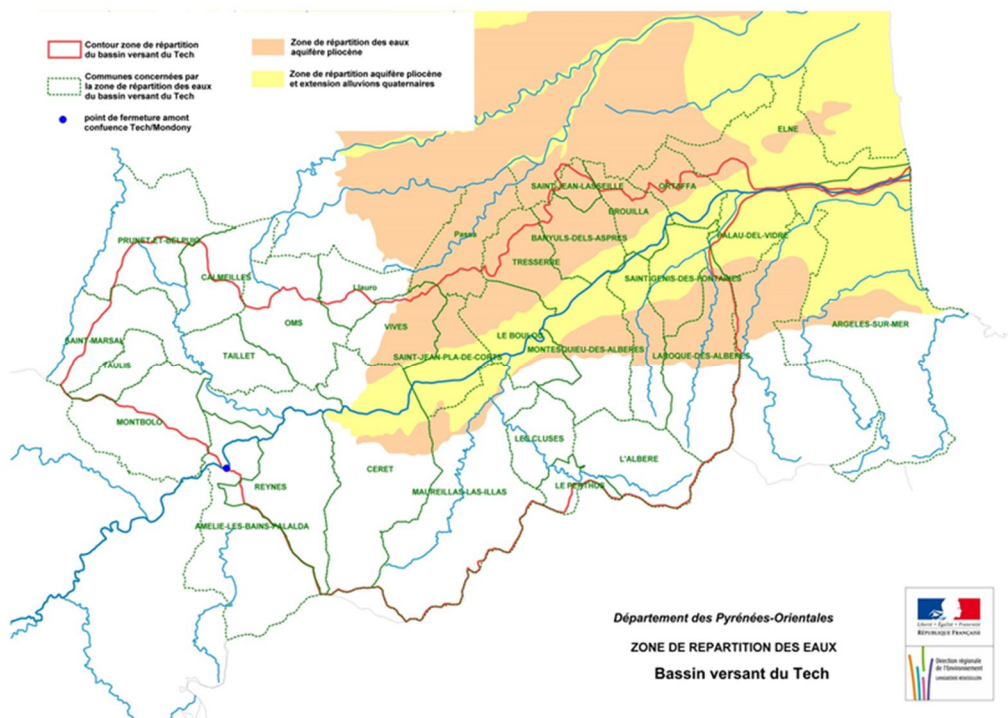 Contour zone de répartition
du bassin versant du Tech
Communes concernées par
la zone de répartition des eaux
du bassin versant du Tech
point de fermeture amont
confluence Tech/Mondony
Zone de répartition des eaux
aquifère pliocène
Zone de répartition aquifère pliocène
et extension alluvions quaternaires
ELNE
SAINT-JEAN-LASSEILLE
ORTAFFA
BROUILLA
Passa
BANYULS-DELS-ASPRES
PALAU-DEL-VIDRE
PRUNET-ET-BELPUIG
TRESSERRE
CALMEILLES
SAINT-GENIS-DES-FONTAINES
Llauro
OMS
VIVES
ARGELES-SUR-MER
LE BOULOU
SAINT-MARSAL
TAILLET
SAINT-JEAN-PLA-DE-CORTS
MONTESQUIEU-DES-ALBERES
LAROQUE-DES-ALBERES
TAULIS
MONTBOLO
LES CLUSES
L'ALBERE
CERET
REYNES
MAUREILLAS-LAS-ILLAS
LE PERTHUS
AMELIE-LES-BAINS-PALALDA
Département des Pyrénées-Orientales
ZONE DE REPARTITION DES EAUX
Bassin versant du Tech
Liberté • Égalité • Fraternité
RÉPUBLIQUE FRANÇAISE
Direction régionale
de l'Environnement
LANGUEDOC-ROUSSILLON